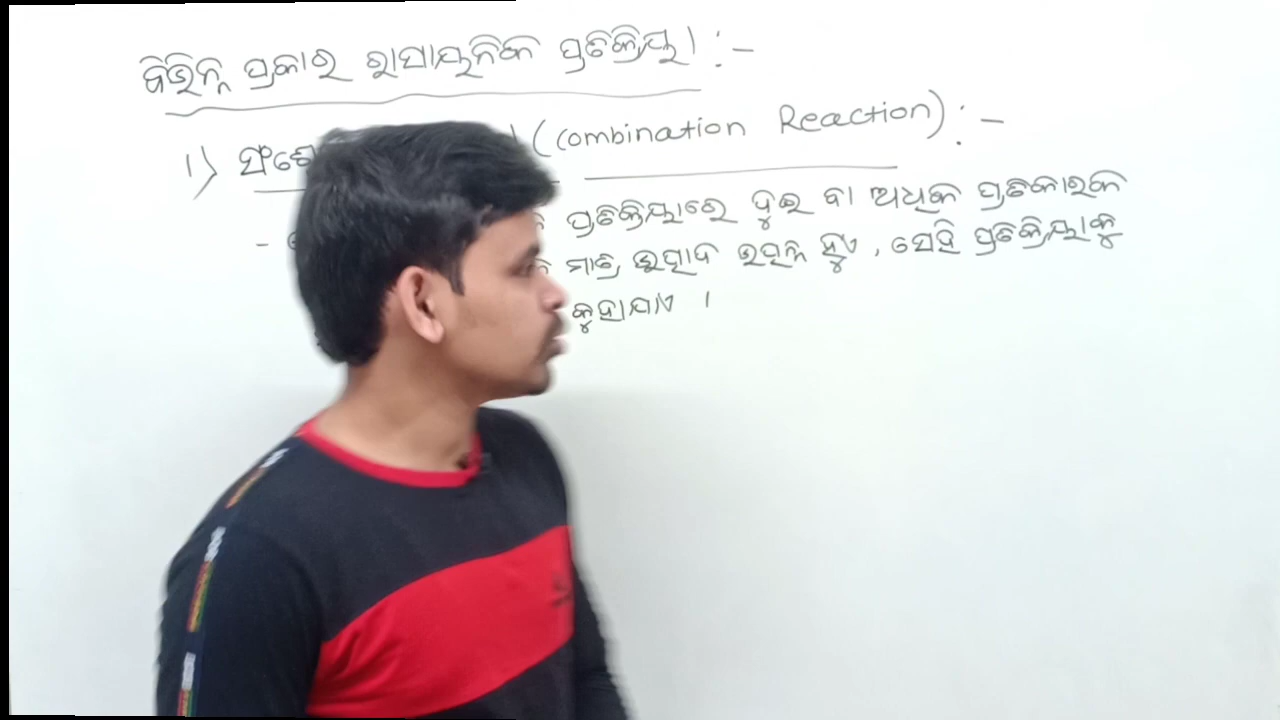 ବିଭିନ୍ନ ପ୍ରକାର ରାସାୟନିକ ପ୍ରତିକ୍ରିୟା :-
1) ସଂଶ୍ (Combination Reaction) :-
- ପ୍ରତିକ୍ରିୟାରେ ଦୁଇ ବା ଅଧିକ ପ୍ରତିକାରକ
ମାତ୍ର ଉତ୍ପାଦ ଉତ୍ପନ୍ନ ହୁଏ , ସେହି ପ୍ରତିକ୍ରିୟାକୁ
କୁହାଯାଏ ।